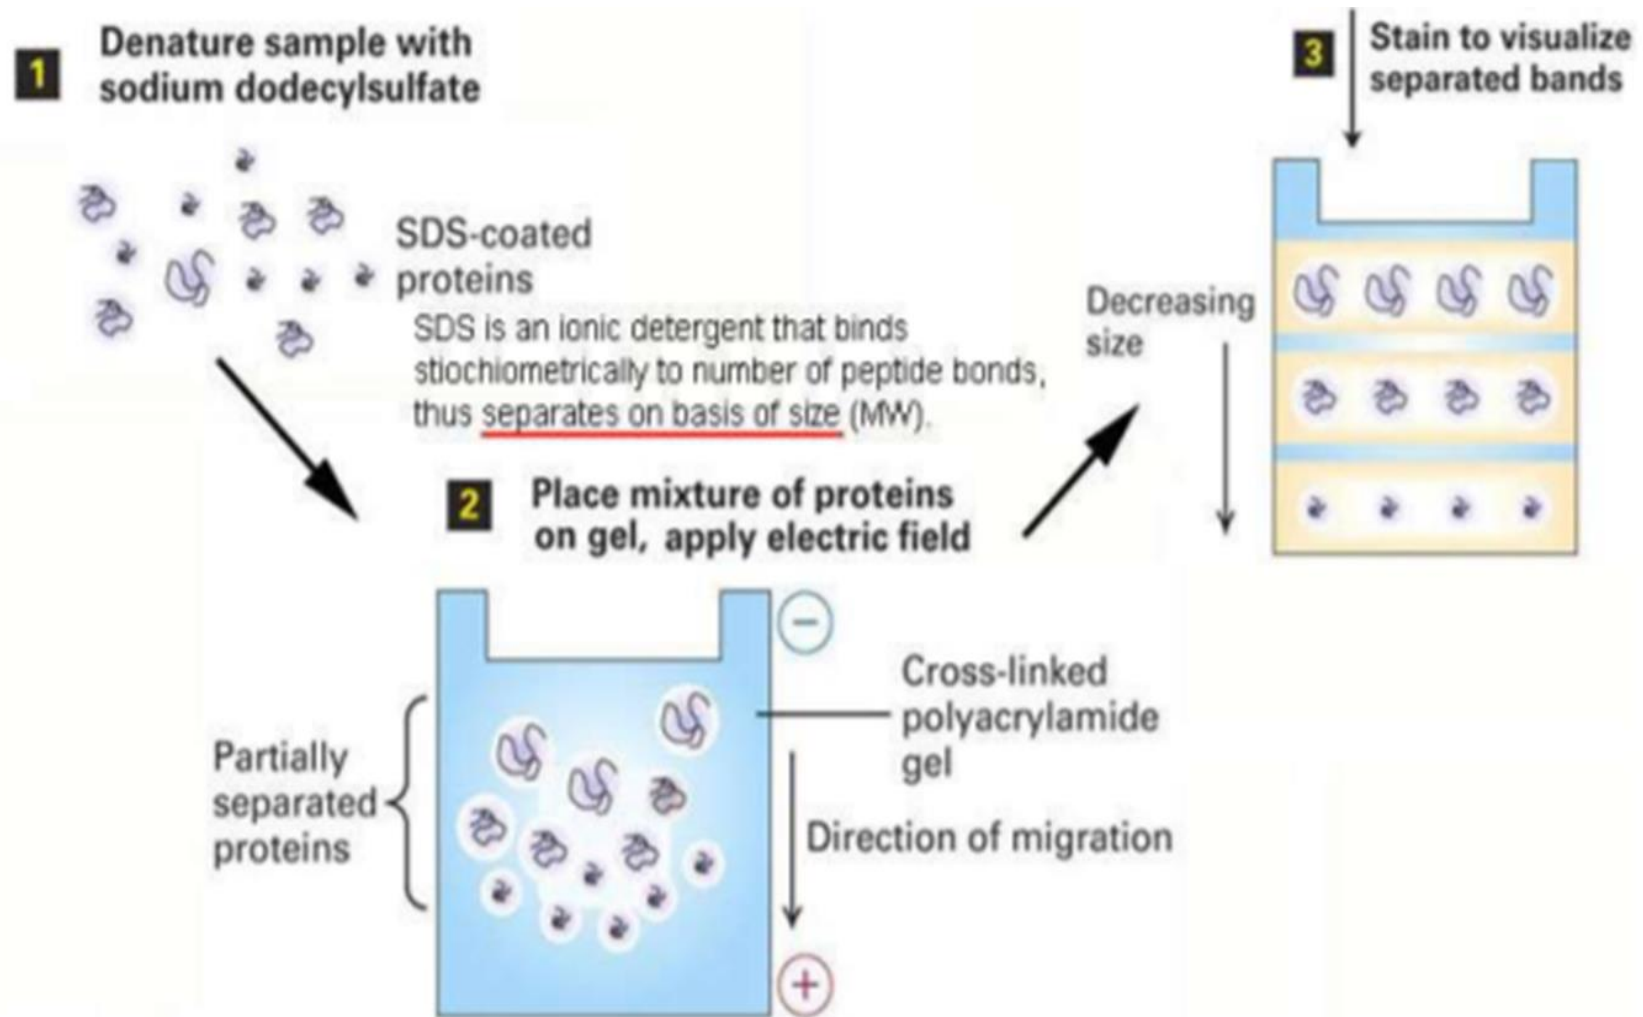 1
Denature sample with
sodium dodecylsulfate
SDS-coated
proteins
SDS is an ionic detergent that binds
stiochiometrically to number of peptide bonds,
thus separates on basis of size (MW).
2
Place mixture of proteins
on gel, apply electric field
−
Cross-linked
polyacrylamide
gel
Partially
separated
proteins
Direction of migration
+
3
Stain to visualize
separated bands
Decreasing
size